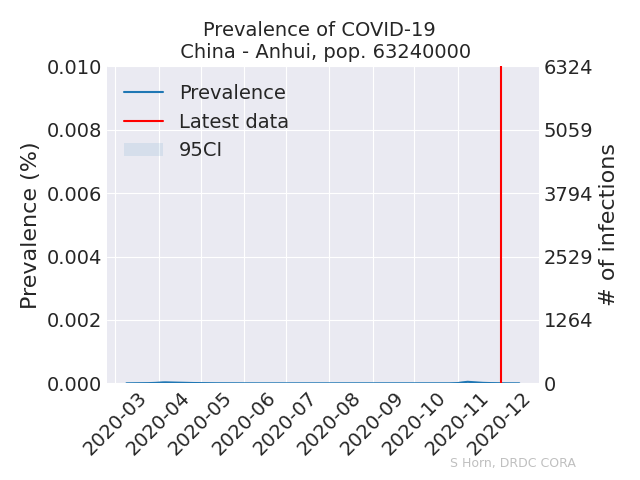 Prevalence of COVID-19
China - Anhui, pop. 63240000
0.010
0.008
0.006
0.004
0.002
0.000
Prevalence (%)
Prevalence
Latest data
95CI
6324
5059
3794
2529
1264
0
# of infections
2020-03
2020-04
2020-05
2020-06
2020-07
2020-08
2020-09
2020-10
2020-11
2020-12
S Horn, DRDC CORA